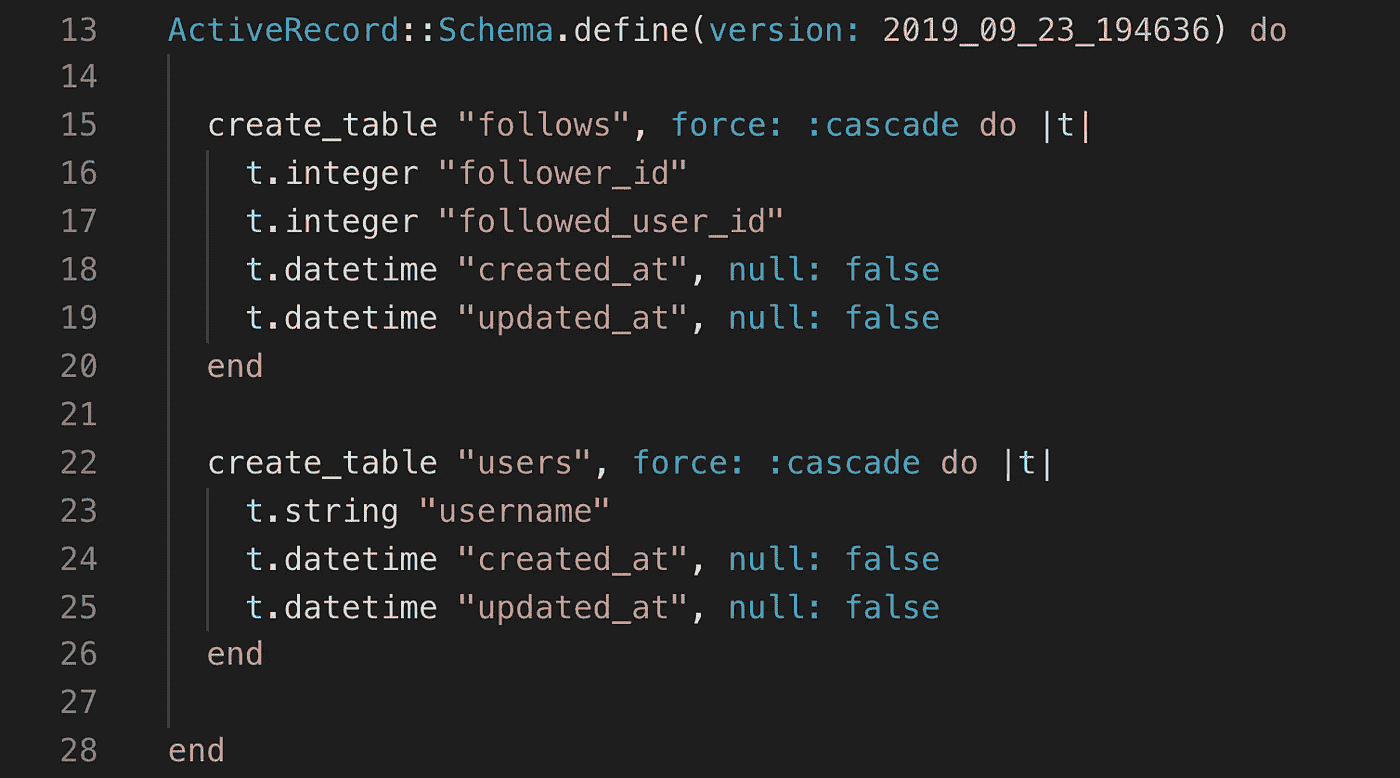 13 ActiveRecord::Schema.define(version: 2019_09_23_194636) do
14
15 create_table "follows", force: :cascade do |t|
16 t.integer "follower_id"
17 t.integer "followed_user_id"
18 t.datetime "created_at", null: false
19 t.datetime "updated_at", null: false
20 end
21
22 create_table "users", force: :cascade do |t|
23 t.string "username"
24 t.datetime "created_at", null: false
25 t.datetime "updated_at", null: false
26 end
27
28 end